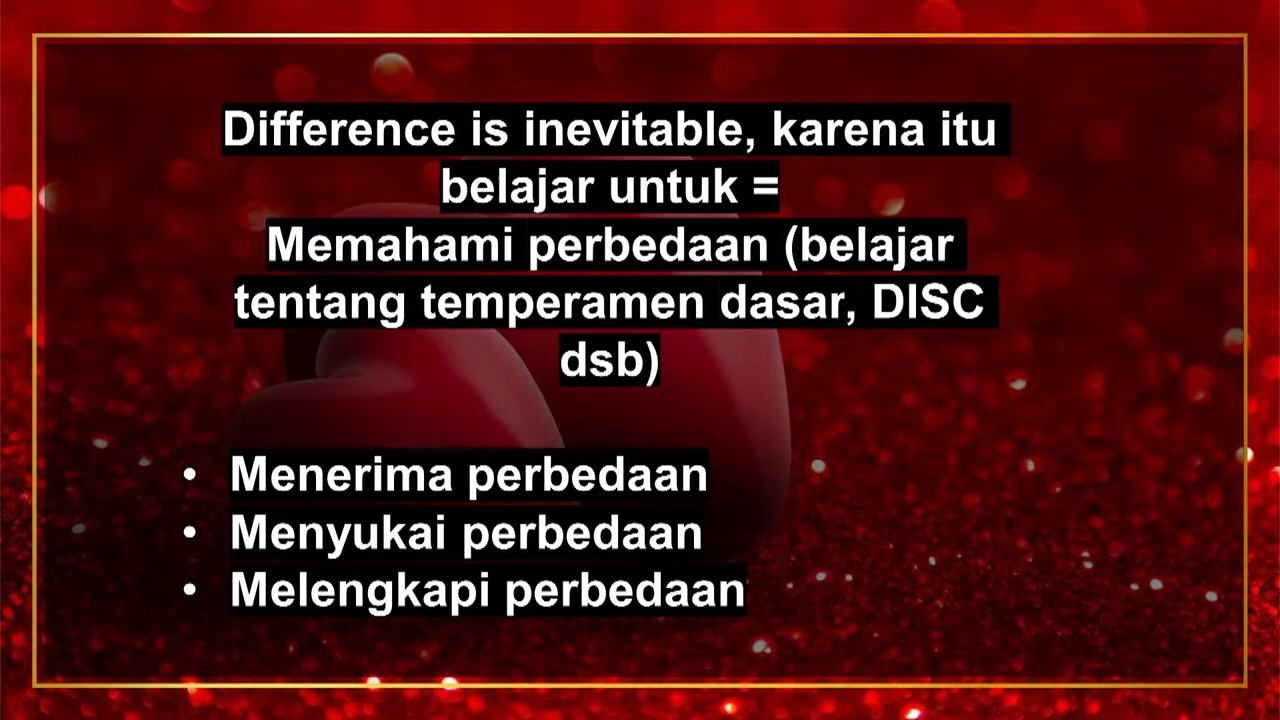 Difference is inevitable, karena itu
belajar untuk =
Memahami perbedaan (belajar
tentang temperamen dasar, DISC
dsb)
• Menerima perbedaan
• Menyukai perbedaan
• Melengkapi perbedaan